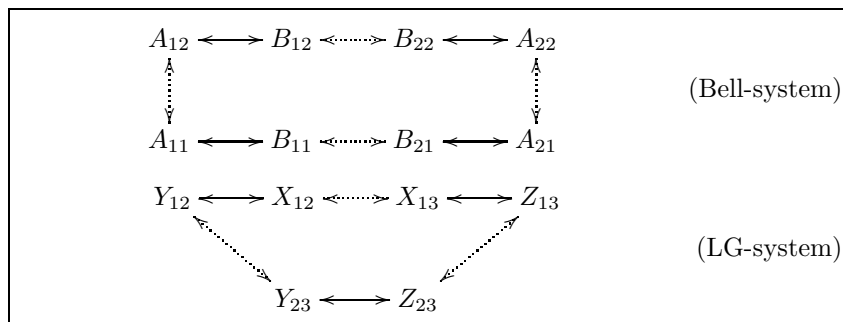 A₁₂ B₁₂ B₂₂ A₂₂
(Bell-system)
A₁₁ B₁₁ B₂₁ A₂₁
Y₁₂ X₁₂ X₁₃ Z₁₃
(LG-system)
Y₂₃ Z₂₃